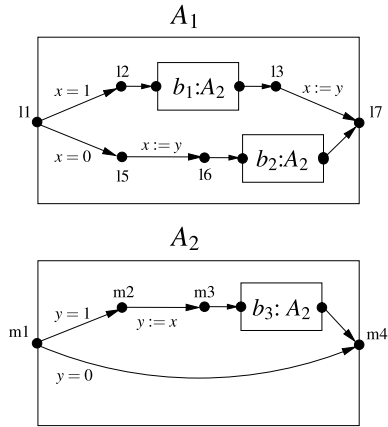 A1
l2
x = 1
b1:A2
l3
x := y
l1
l7
x = 0
x := y
b2:A2
l5
l6
A2
m2
m3
y = 1
b3: A2
y := x
m1
m4
y = 0